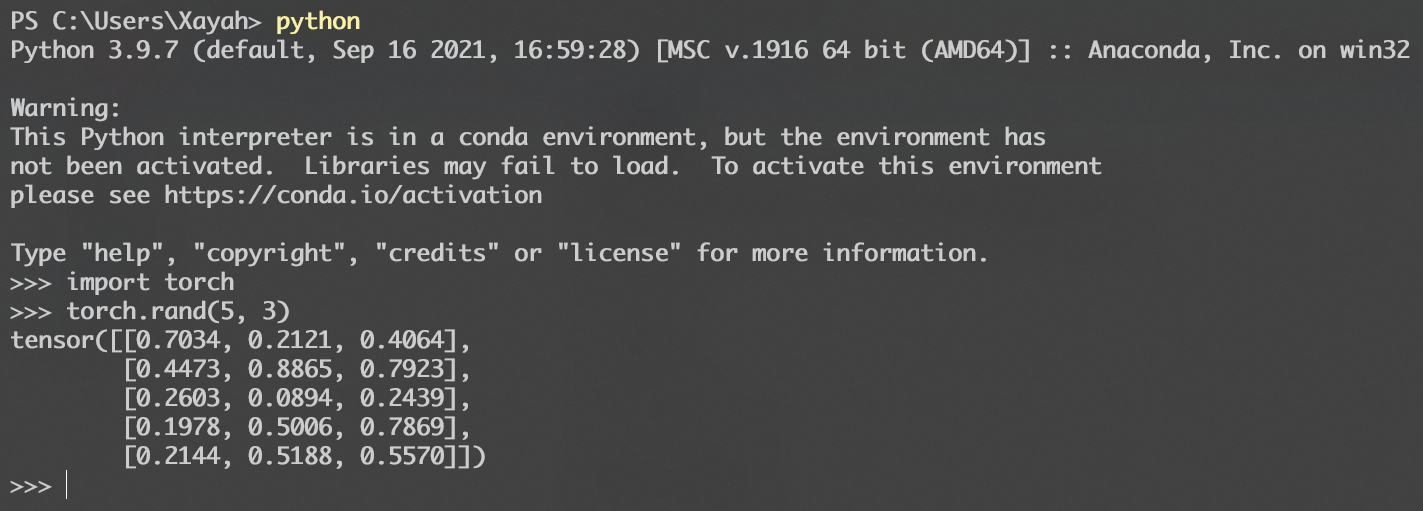 PS C:\Users\Xayah> python
Python 3.9.7 (default, Sep 16 2021, 16:59:28) [MSC v.1916 64 bit (AMD64)] :: Anaconda, Inc. on win32
Warning:
This Python interpreter is in a conda environment, but the environment has
not been activated.  Libraries may fail to load.  To activate this environment
please see https://conda.io/activation
Type "help", "copyright", "credits" or "license" for more information.
>>> import torch
>>> torch.rand(5, 3)
tensor([[0.7034, 0.2121, 0.4064],
        [0.4473, 0.8865, 0.7923],
        [0.2603, 0.0894, 0.2439],
        [0.1978, 0.5006, 0.7869],
        [0.2144, 0.5188, 0.5570]])
>>>